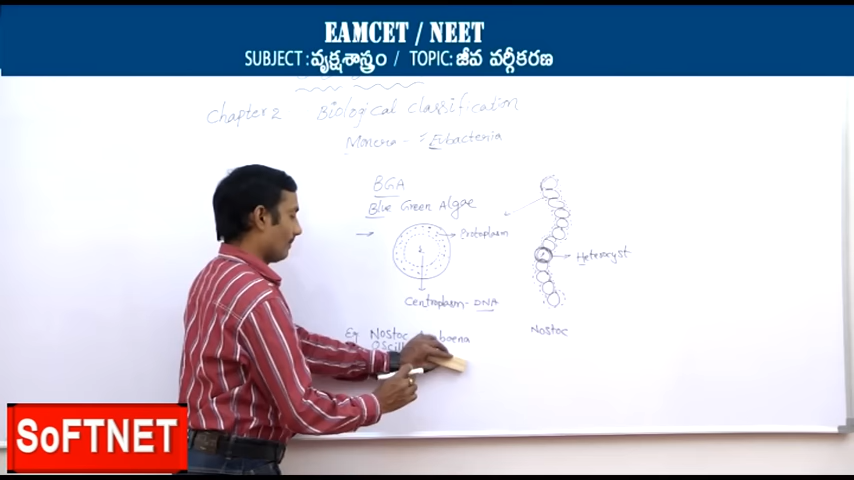 EAMCET / NEET
SUBJECT : వృక్షశాస్త్రం / TOPIC: జీవ వర్గీకరణ
Chapter 2 Biological classification
Monera - Eubacteria
BGA
Blue Green Algae
Protoplasm
Heterocyst
Centroplasm - DNA
Eg Nostoc
Nostoc
SoFTNET